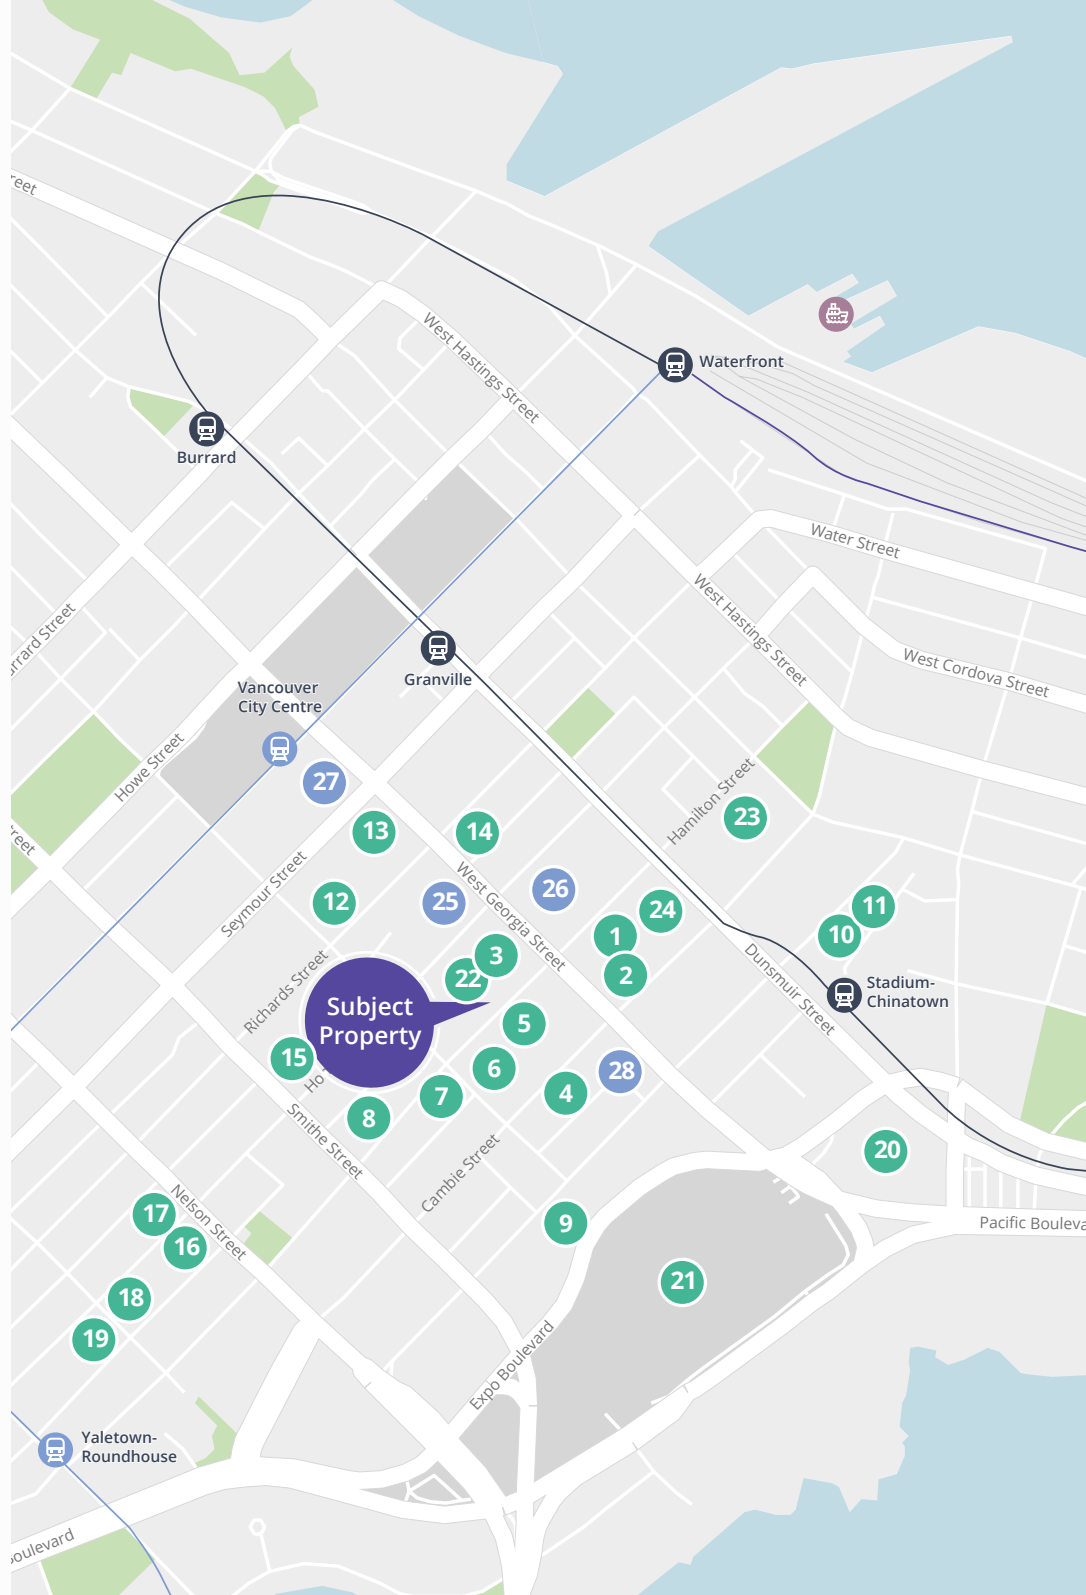 reet
West Hastings Street
Waterfront
Burrard
Water Street
West Hastings Street
urrard Street
West Cordova Street
Granville
Vancouver
City Centre
Howe Street
27
Hamilton Street
23
13
14
reet
Seymour Street
West Georgia Street
26
12
25
24
11
1
10
3
2
22
Dunsmuir Street
Richards Street
Stadium-
Chinatown
Subject
Property
5
15
Ho
6
28
7
4
8
Smithe Street
20
Cambie Street
17
Nelson Street
9
Pacific Bouleva
16
21
18
19
Expo Boulevard
Yaletown-
Roundhouse
oulevard